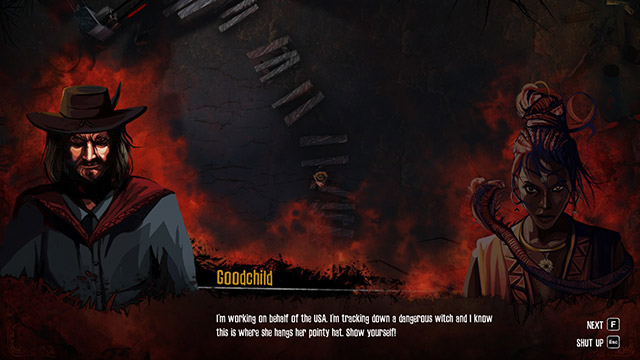 Goodchild
I'm working on behalf of the USA. I'm tracking down a dangerous witch and I know
this is where she hangs her pointy hat. Show yourself!
NEXT F
SHUT UP Esc